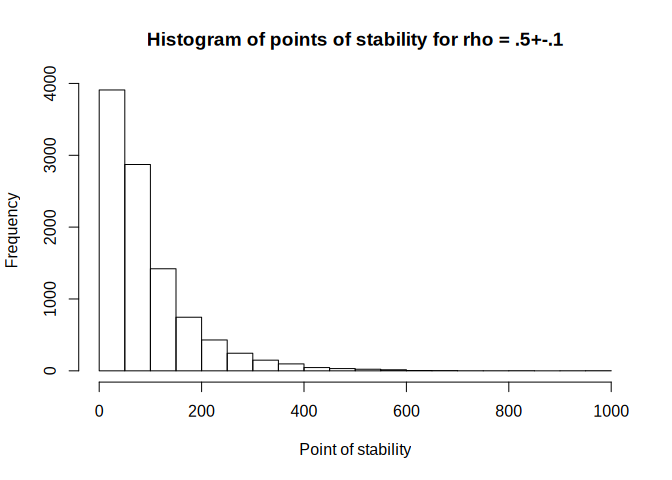 Histogram of points of stability for rho = .5+-.1
Frequency
4000
3000
2000
1000
0
0 200 400 600 800 1000
Point of stability